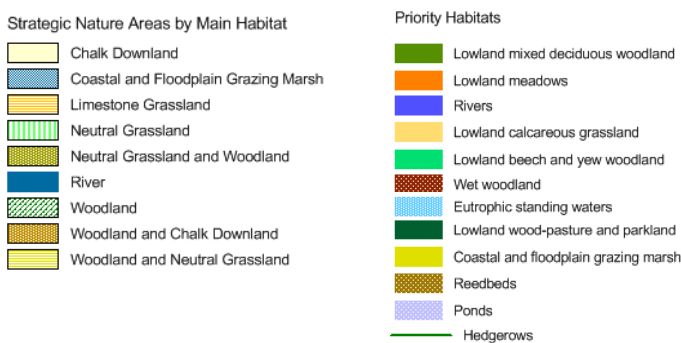 Strategic Nature Areas by Main Habitat
Chalk Downland
Coastal and Floodplain Grazing Marsh
Limestone Grassland
Neutral Grassland
Neutral Grassland and Woodland
River
Woodland
Woodland and Chalk Downland
Woodland and Neutral Grassland
Priority Habitats
Lowland mixed deciduous woodland
Lowland meadows
Rivers
Lowland calcareous grassland
Lowland beech and yew woodland
Wet woodland
Eutrophic standing waters
Lowland wood-pasture and parkland
Coastal and floodplain grazing marsh
Reedbeds
Ponds
Hedgerows